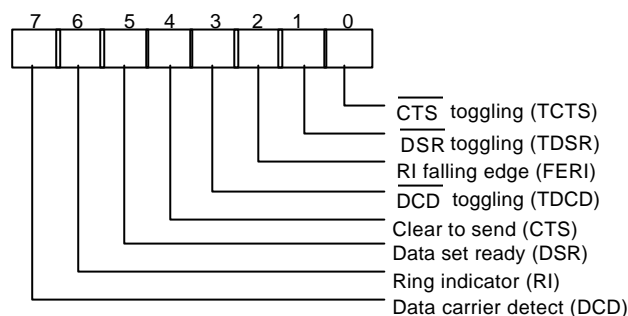 7 6 5 4 3 2 1 0
CTS toggling (TCTS)
DSR toggling (TDSR)
RI falling edge (FERI)
DCD toggling (TDCD)
Clear to send (CTS)
Data set ready (DSR)
Ring indicator (RI)
Data carrier detect (DCD)